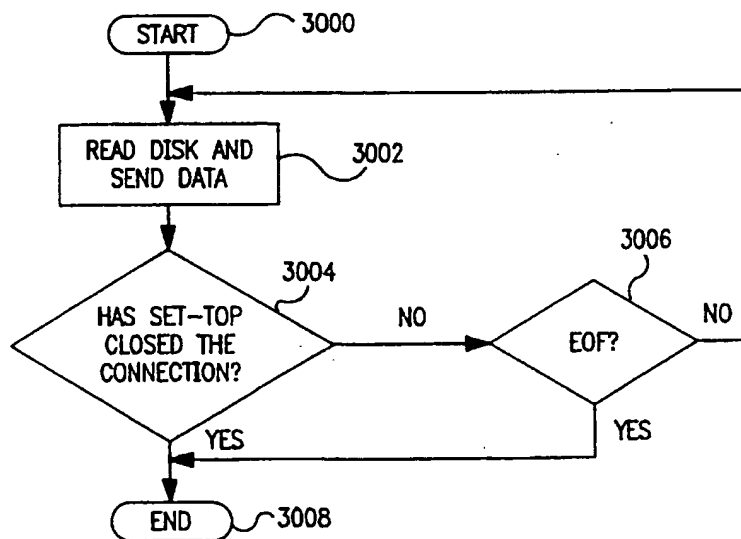 START
3000
READ DISK AND
SEND DATA
3002
HAS SET-TOP
CLOSED THE
CONNECTION?
3004
NO
EOF?
3006
NO
YES
YES
END
3008